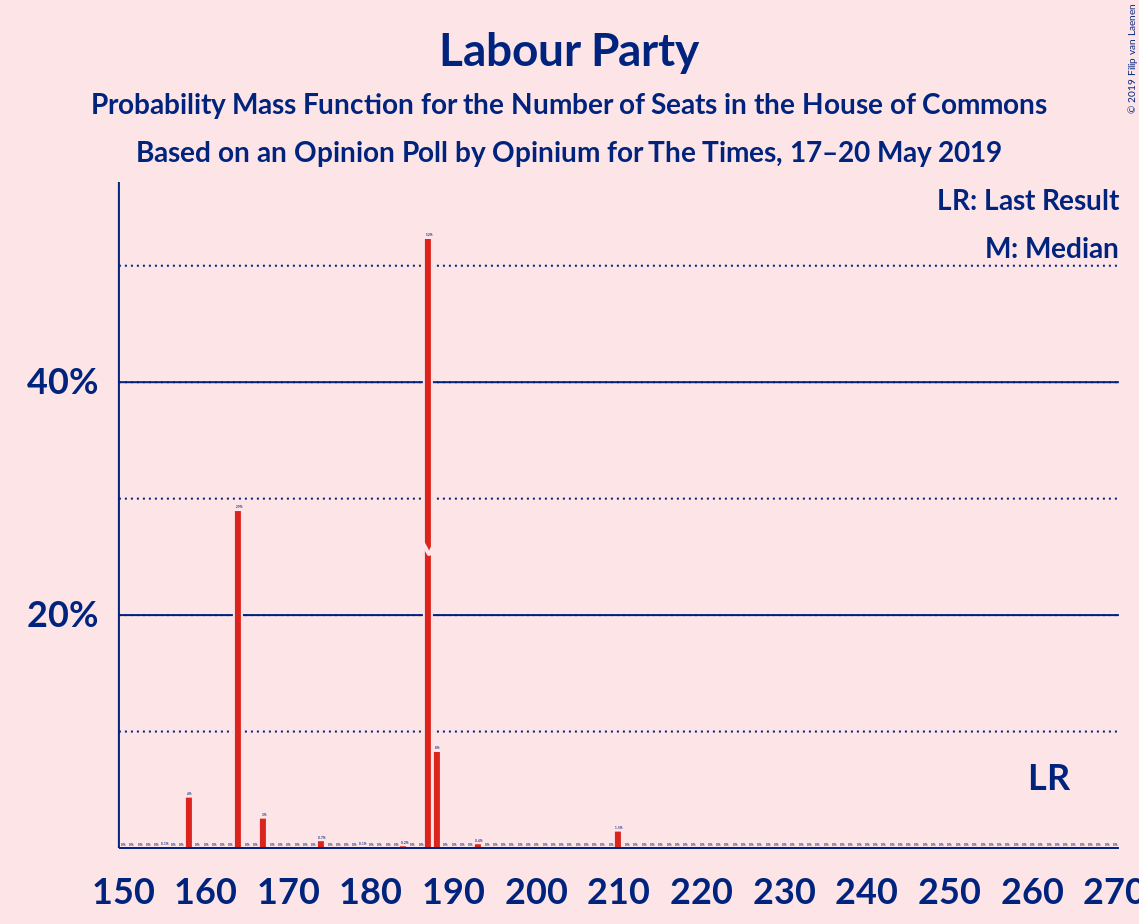 Labour Party
Probability Mass Function for the Number of Seats in the House of Commons
Based on an Opinion Poll by Opinium for The Times, 17–20 May 2019
© 2019 Filip van Laenen
LR: Last Result
M: Median
40%
20%
LR
150 160 170 180 190 200 210 220 230 240 250 260 270